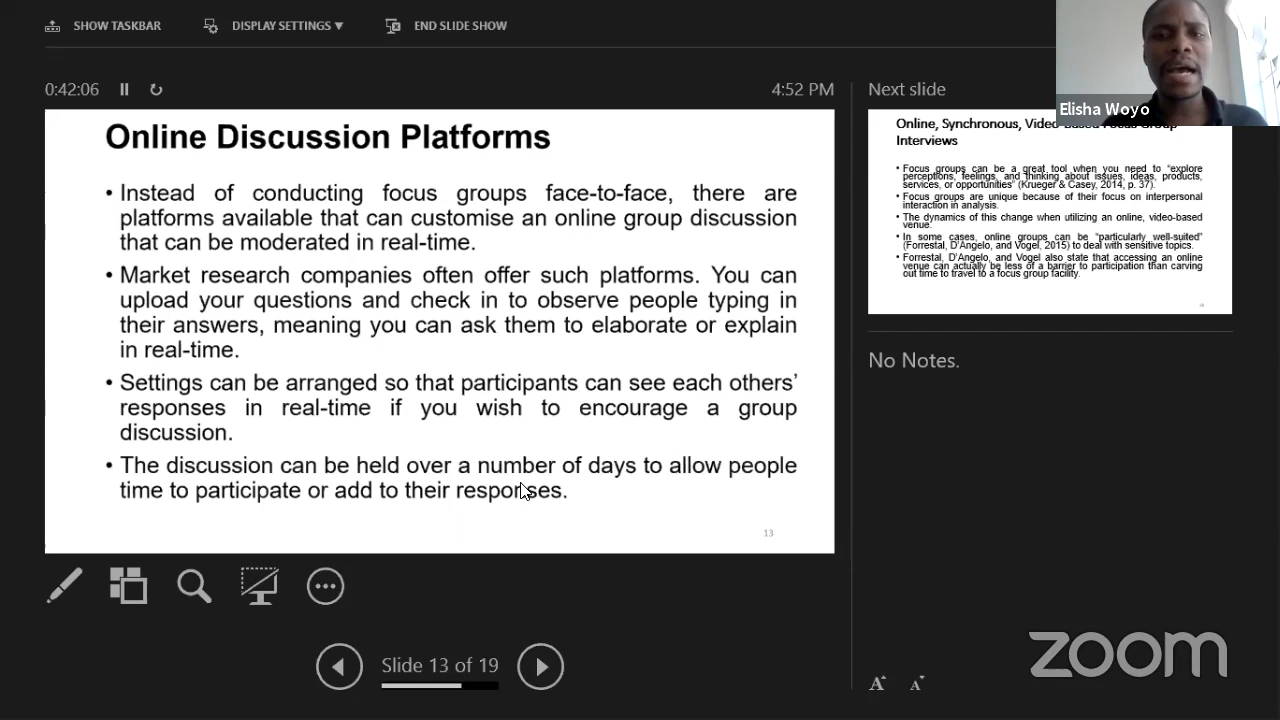 SHOW TASKBAR
DISPLAY SETTINGS ▼
END SLIDE SHOW
0:42:06
4:52 PM
Online Discussion Platforms
• Instead of conducting focus groups face-to-face, there are
platforms available that can customise an online group discussion
that can be moderated in real-time.
• Market research companies often offer such platforms. You can
upload your questions and check in to observe people typing in
their answers, meaning you can ask them to elaborate or explain
in real-time.
• Settings can be arranged so that participants can see each others’
responses in real-time if you wish to encourage a group
discussion.
• The discussion can be held over a number of days to allow people
time to participate or add to their responses.
13
Slide 13 of 19
Next slide
Elisha Woyo
Online, Synchronous, Video-Based Focus Group
Interviews
• Focus groups can be a great tool when you need to “explore
perceptions, feelings, and thinking about issues, ideas, products,
services, or opportunities” (Krueger & Casey, 2014, p. 37).
• Focus groups are unique because of their focus on interpersonal
interaction in analysis.
• The dynamics of this change when utilizing an online, video-based
venue.
• In some cases, online groups can be “particularly well-suited”
(Forrestal, D’Angelo, and Vogel, 2015) to deal with sensitive topics.
• Forrestal, D’Angelo, and Vogel also state that accessing an online
venue can actually be less of a barrier to participation than carving
out time to travel to a focus group facility.
No Notes.
A A
zoom